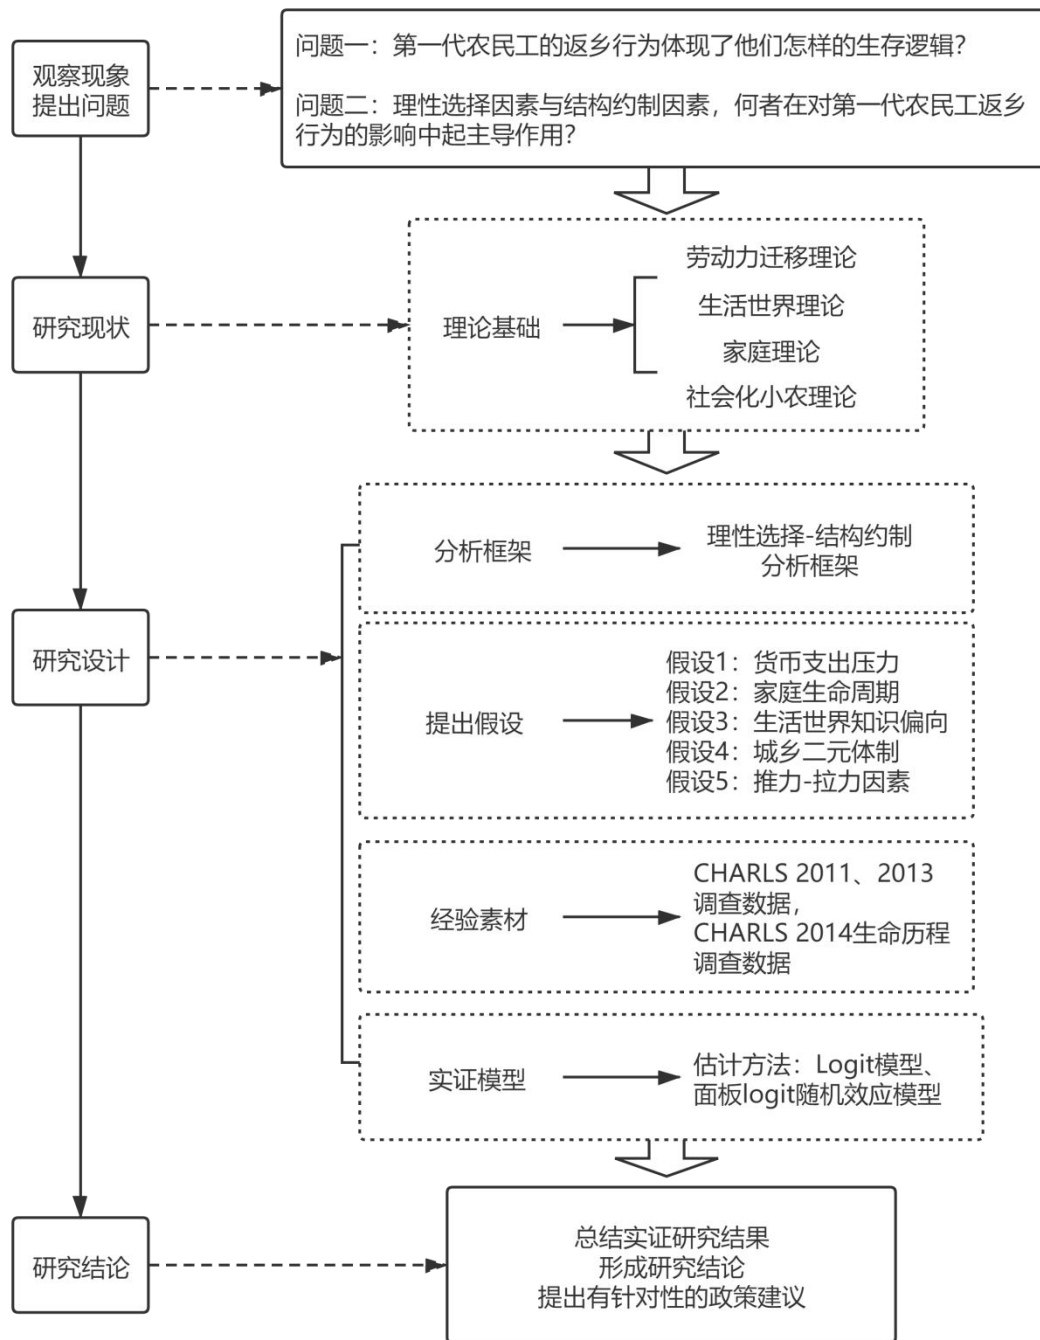 观察现象
提出问题
问题一：第一代农民工的返乡行为体现了他们怎样的生存逻辑？
问题二：理性选择因素与结构约制因素，何者在对第一代农民工返乡
行为的影响中起主导作用？
研究现状
理论基础
劳动力迁移理论
生活世界理论
家庭理论
社会化小农理论
研究设计
分析框架
理性选择-结构约制
分析框架
提出假设
假设1：货币支出压力
假设2：家庭生命周期
假设3：生活世界知识偏向
假设4：城乡二元体制
假设5：推力-拉力因素
经验素材
CHARLS 2011、2013
调查数据，
CHARLS 2014生命历程
调查数据
实证模型
估计方法：Logit模型、
面板logit随机效应模型
研究结论
总结实证研究结果
形成研究结论
提出有针对性的政策建议